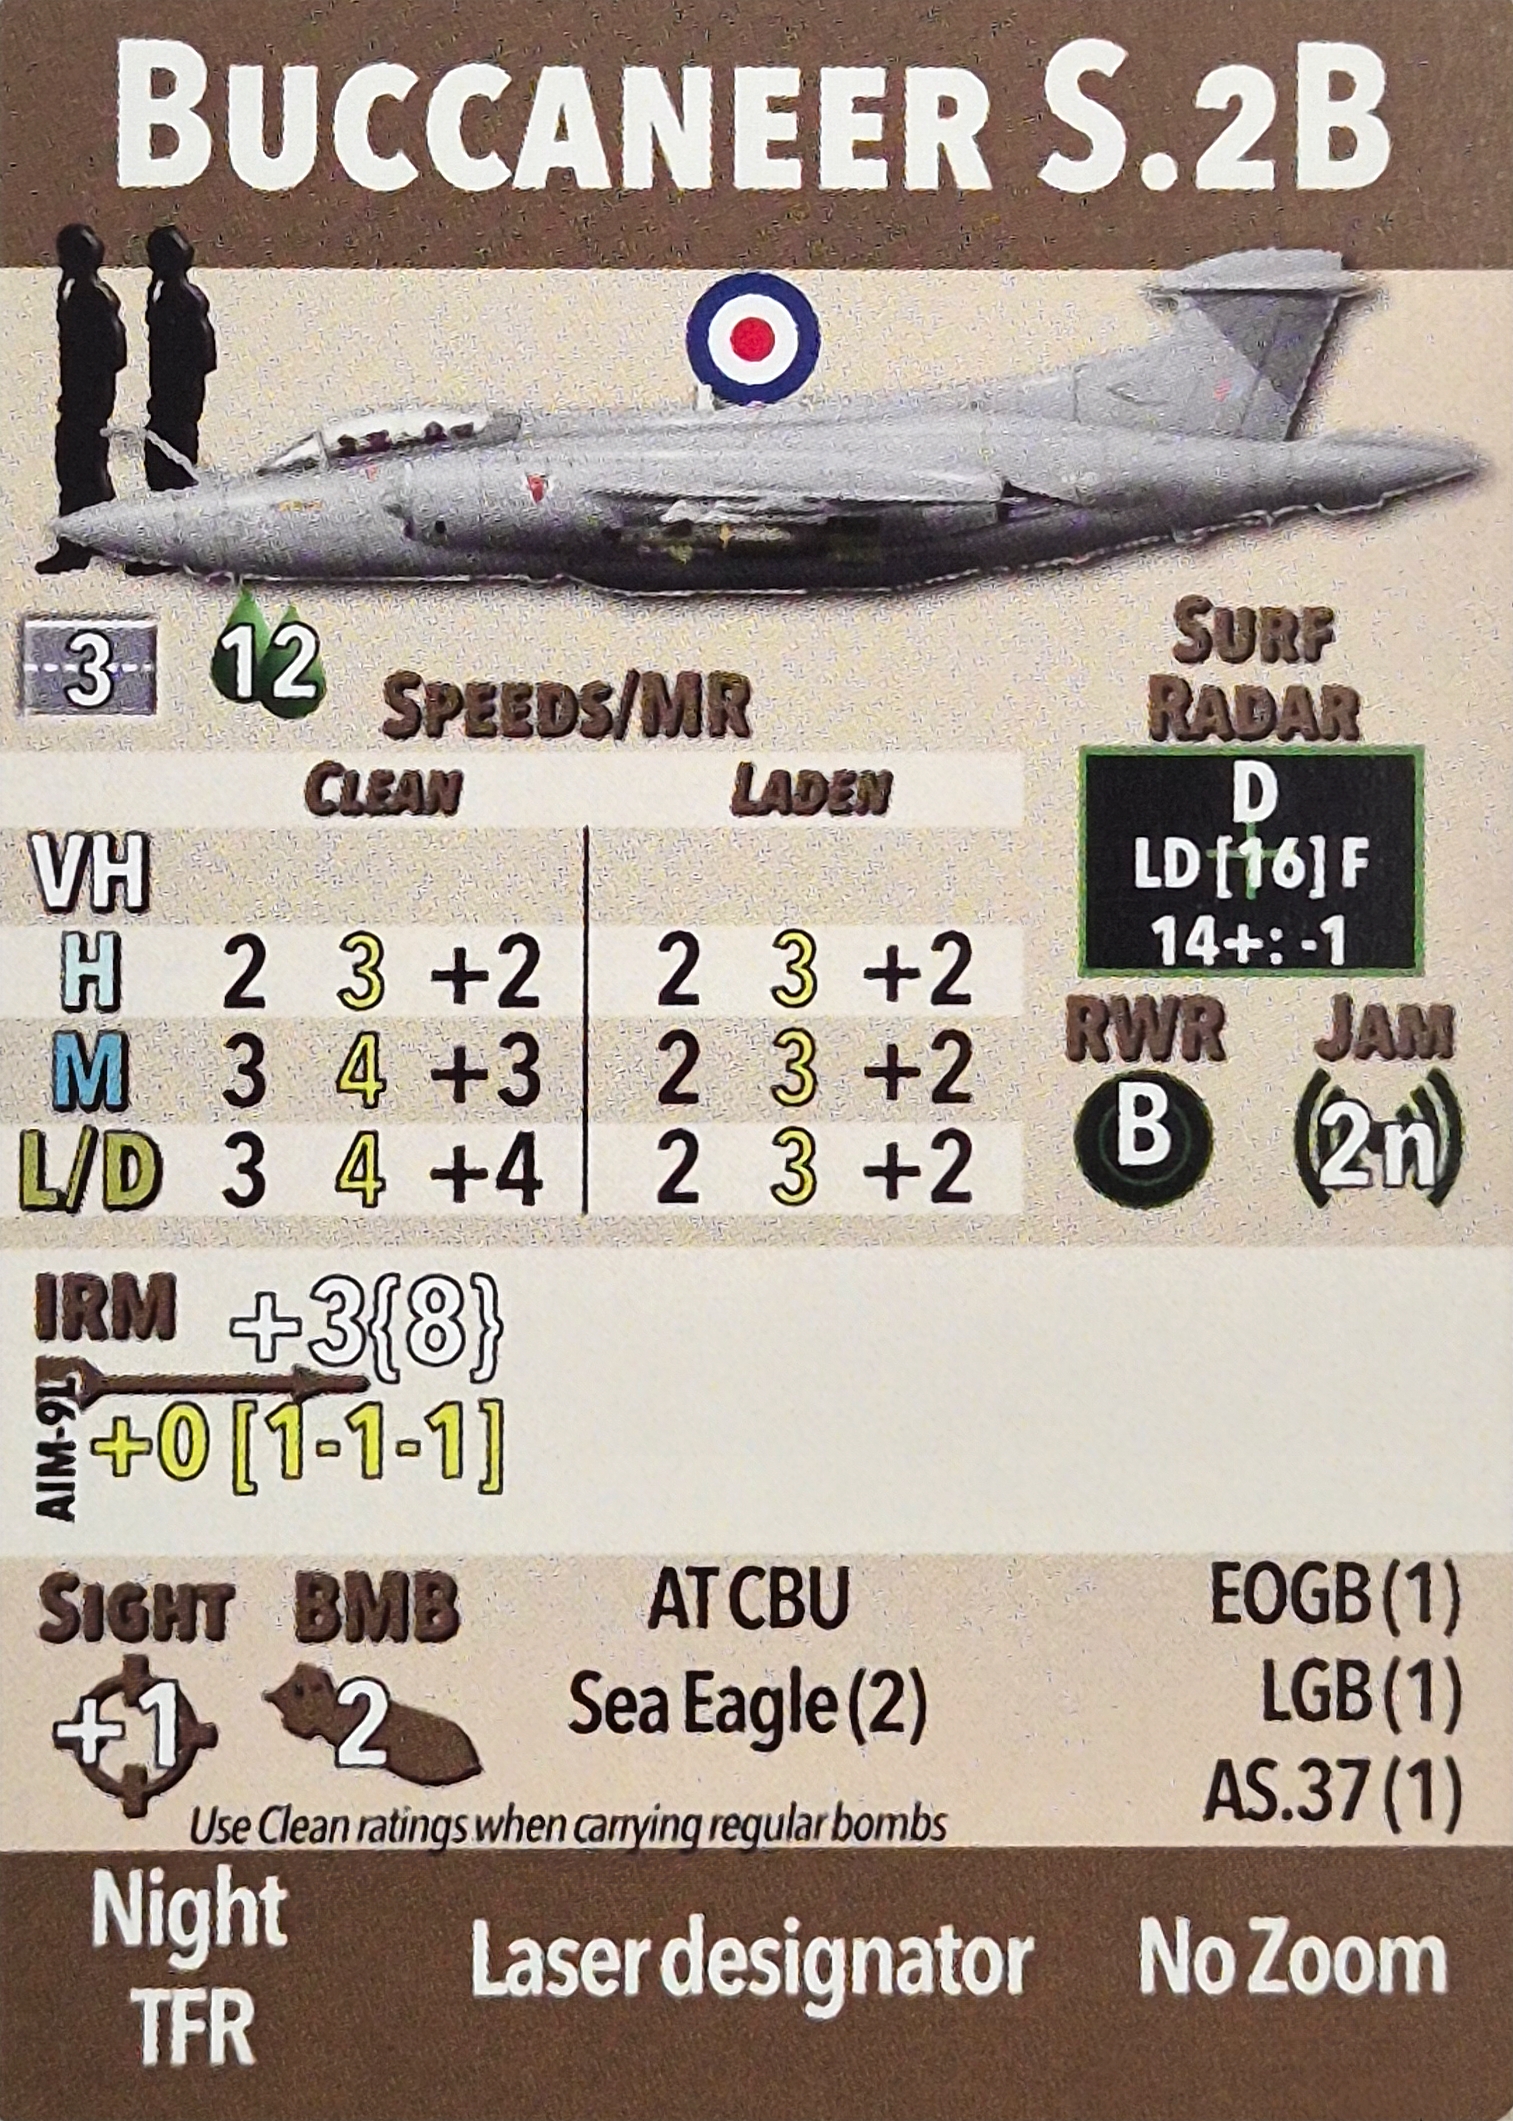 BUCCANEER S.2B
3 12
SPEEDS/MR
SURF
RADAR
CLEAN LADEN
D
LD [16] F
14+: -1
VH
H 2 3 +2 2 3 +2
M 3 4 +3 2 3 +2
L/D 3 4 +4 2 3 +2
RWR JAM
B 2n
IRM +3{8}
AIM-9L +0 [1-1-1]
SIGHT BMB
+1 2
AT CBU
Sea Eagle (2)
EOGB (1)
LGB (1)
AS.37 (1)
Use Clean ratings when carrying regular bombs
Night
TFR
Laser designator
No Zoom